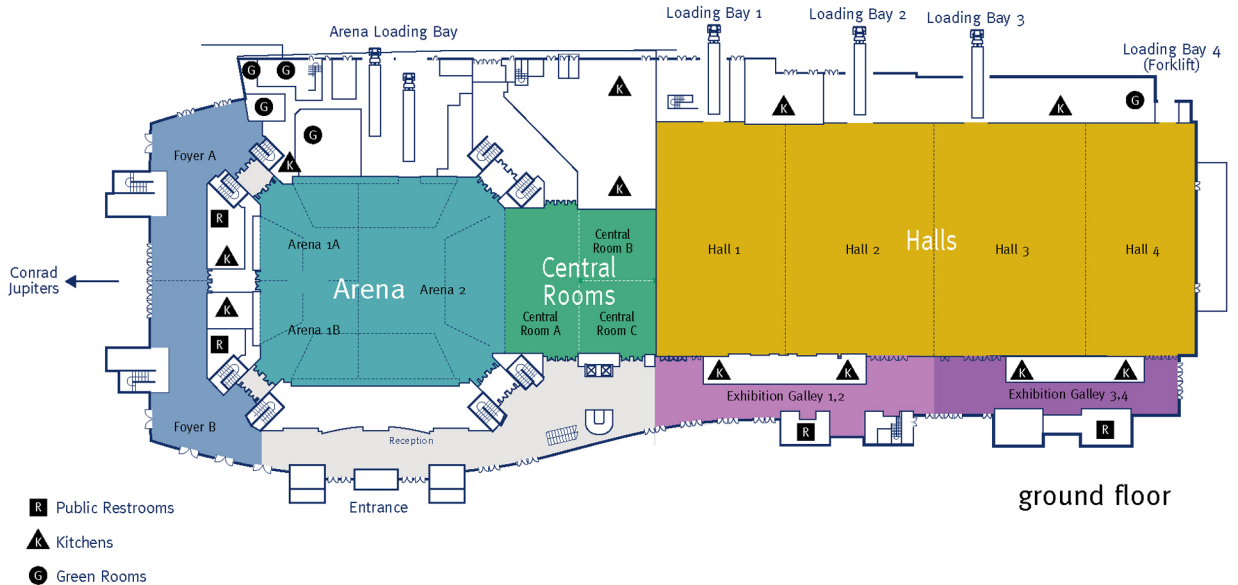 Loading Bay 1
Loading Bay 2
Loading Bay 3
Arena Loading Bay
Loading Bay 4
(Forklift)
G
G
K
G
K
K
G
G
Foyer A
K
K
R
Central
Room B
Arena 1A
Hall 1
Hall 2
Halls
Hall 3
Hall 4
K
Central
Rooms
Conrad
Jupiters
Arena
Arena 2
K
Central
Room A
Central
Room C
Arena 1B
R
K
K
K
K
Exhibition Galley 1,2
Exhibition Galley 3,4
Foyer B
R
R
Reception
Entrance
ground floor
R Public Restrooms
K Kitchens
G Green Rooms